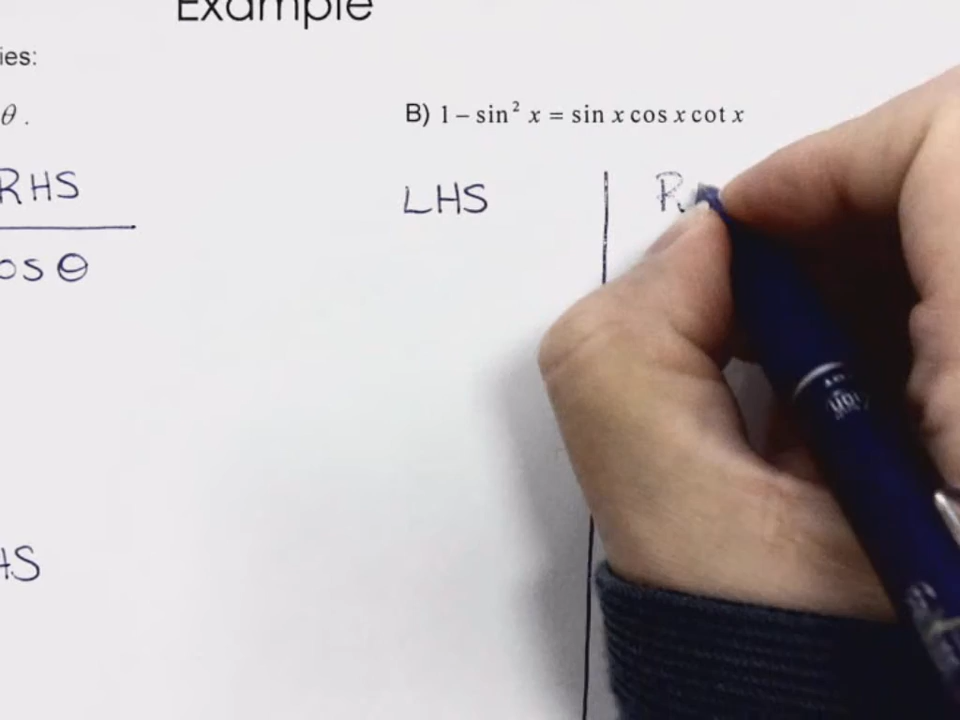 Example
ies:
θ.
B) 1 – sin² x = sin x cos x cot x
RHS
LHS
R
os θ
HS